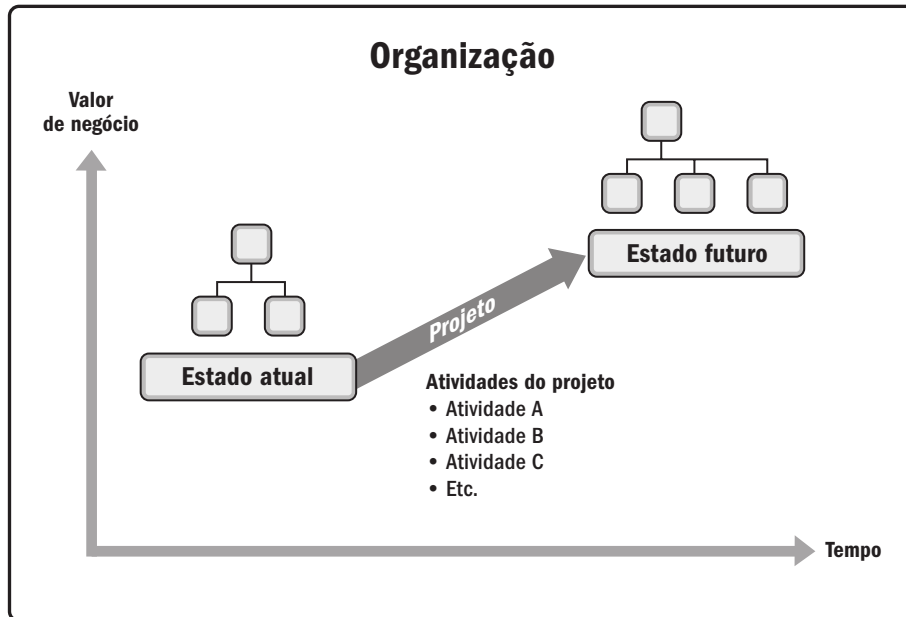 Organização
Valor
de negócio
Estado futuro
Projeto
Estado atual
Atividades do projeto
• Atividade A
• Atividade B
• Atividade C
• Etc.
Tempo